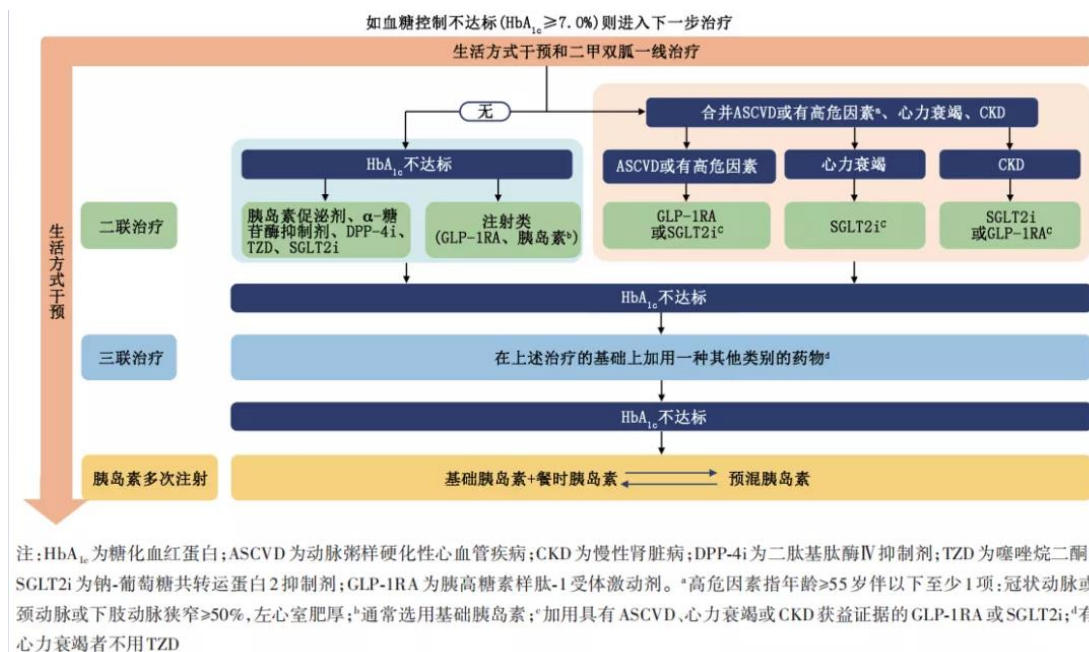 如血糖控制不达标(HbA1c≥7.0%)则进入下一步治疗
生活方式干预和二甲双胍一线治疗
无
合并ASCVD或有高危因素a、心力衰竭、CKD
HbA1c不达标
ASCVD或有高危因素
心力衰竭
CKD
生活方式干预
二联治疗
胰岛素促泌剂、α-糖
苷酶抑制剂、DPP-4i、
TZD、SGLT2i
注射类
(GLP-1RA、胰岛素b)
GLP-1RA
或SGLT2ic
SGLT2ic
SGLT2i
或GLP-1RAc
HbA1c不达标
三联治疗
在上述治疗的基础上加用一种其他类别的药物d
HbA1c不达标
胰岛素多次注射
基础胰岛素+餐时胰岛素
预混胰岛素
注:HbA1c为糖化血红蛋白;ASCVD为动脉粥样硬化性心血管疾病;CKD为慢性肾脏病;DPP-4i为二肽基肽酶Ⅳ抑制剂;TZD为噻唑烷二酮
SGLT2i为钠-葡萄糖共转运蛋白2抑制剂;GLP-1RA为胰高糖素样肽-1受体激动剂。a高危因素指年龄≥55岁伴以下至少1项:冠状动脉或
颈动脉或下肢动脉狭窄≥50%,左心室肥厚;b通常选用基础胰岛素;c加用具有ASCVD、心力衰竭或CKD获益证据的GLP-1RA或SGLT2i;d有
心力衰竭者不用TZD